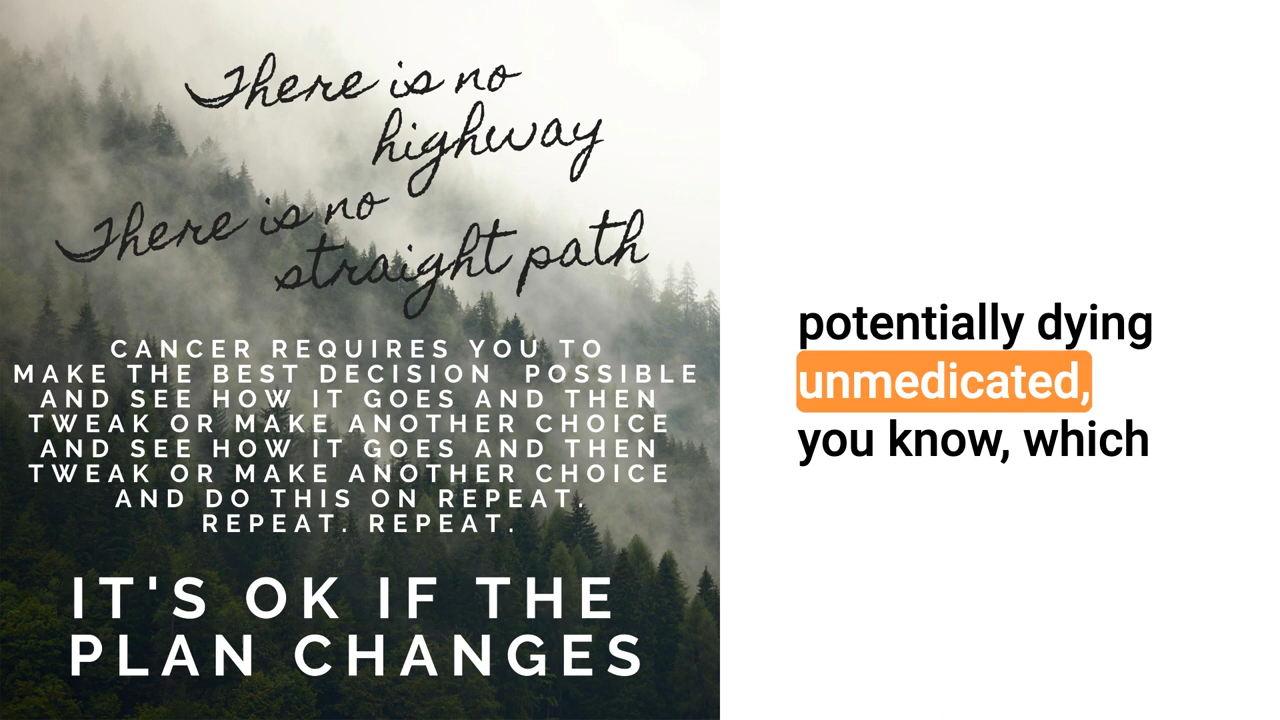 There is no
highway
There is no
straight path
CANCER REQUIRES YOU TO
MAKE THE BEST DECISION POSSIBLE
AND SEE HOW IT GOES AND THEN
TWEAK OR MAKE ANOTHER CHOICE
AND SEE HOW IT GOES AND THEN
TWEAK OR MAKE ANOTHER CHOICE
AND DO THIS ON REPEAT.
REPEAT. REPEAT.
IT'S OK IF THE
PLAN CHANGES
potentially dying
unmedicated,
you know, which